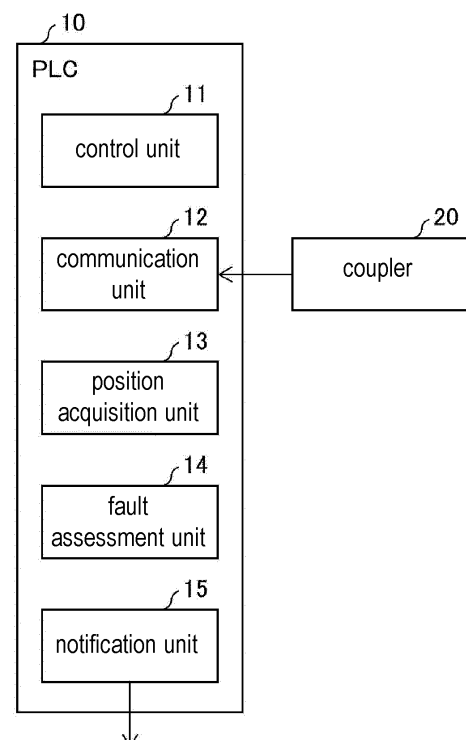 10
PLC
11
control unit
12
communication
unit
20
coupler
13
position
acquisition unit
14
fault
assessment unit
15
notification unit